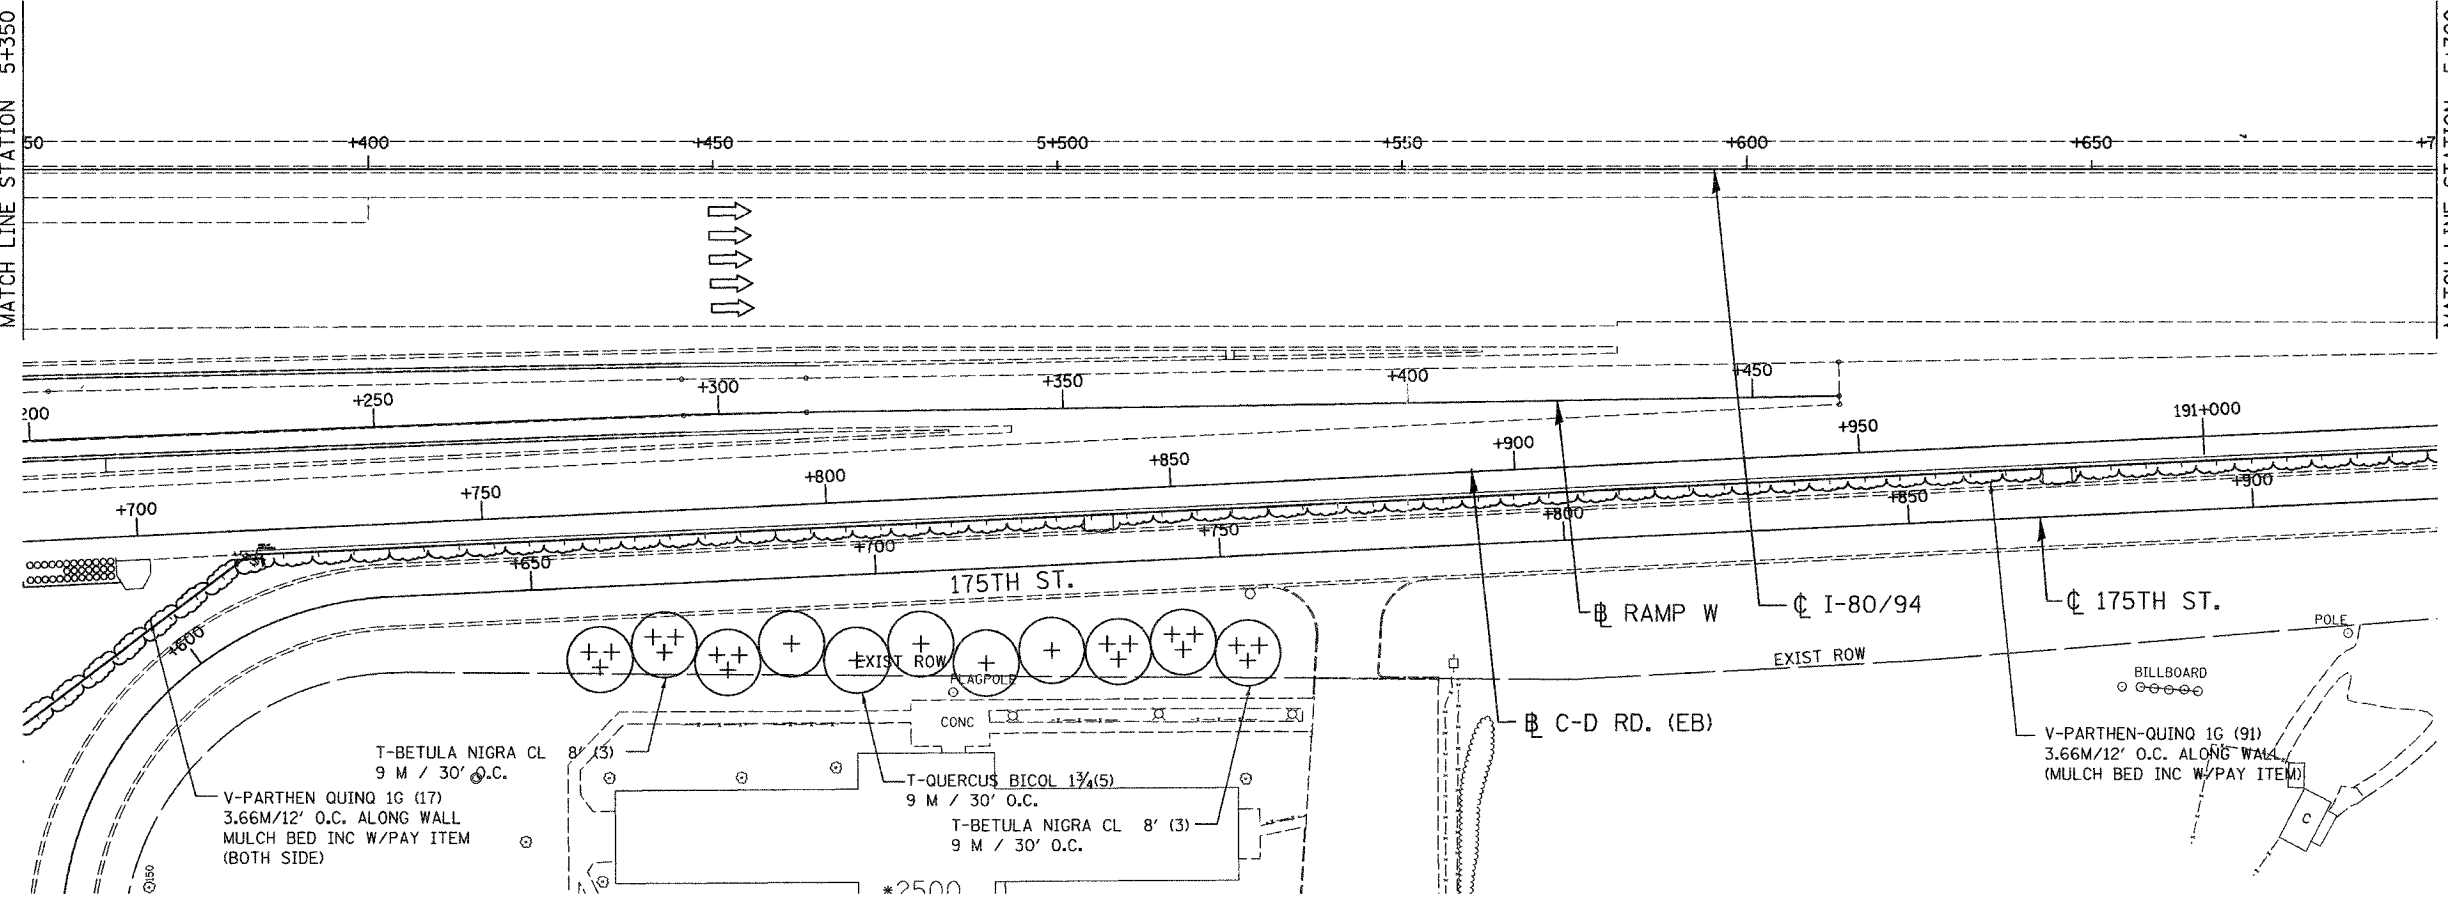 MATCH LINE STATION 5+350
50
+400
+450
5+500
+550
+600
+650
+7
+300
+350
+400
+450
+250
200
191+000
+950
+900
+850
+800
+750
+700
+900
+850
+800
+750
+700
+650
+600
175TH ST.
℄ I-80/94
℄ 175TH ST.
B RAMP W
POLE
EXIST ROW
EXIST ROW
BILLBOARD
FLAGPOLE
CONC
B C-D RD. (EB)
V-PARTHEN-QUINQ 1G (91)
3.66M/12' O.C. ALONG WALL
(MULCH BED INC W/PAY ITEM)
T-BETULA NIGRA CL 8' (3)
9 M / 30' O.C.
T-QUERCUS BICOL 1¾(5)
9 M / 30' O.C.
V-PARTHEN QUINQ 1G (17)
3.66M/12' O.C. ALONG WALL
MULCH BED INC W/PAY ITEM
(BOTH SIDE)
T-BETULA NIGRA CL 8' (3)
9 M / 30' O.C.
C
150
*2500